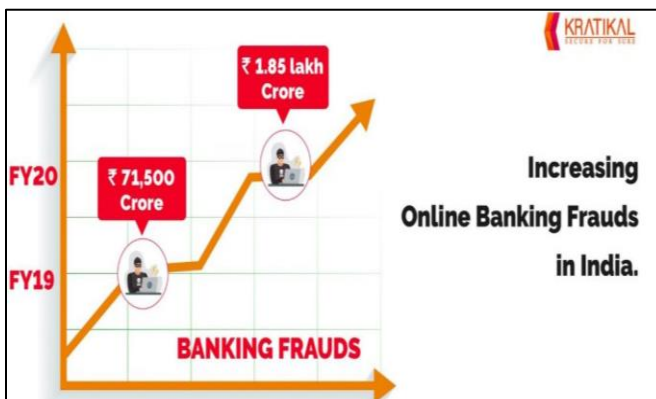 KRATIKAL
SECURE FOR SURE
₹ 1.85 lakh
Crore
FY20
₹ 71,500
Crore
FY19
BANKING FRAUDS
Increasing
Online Banking Frauds
in India.